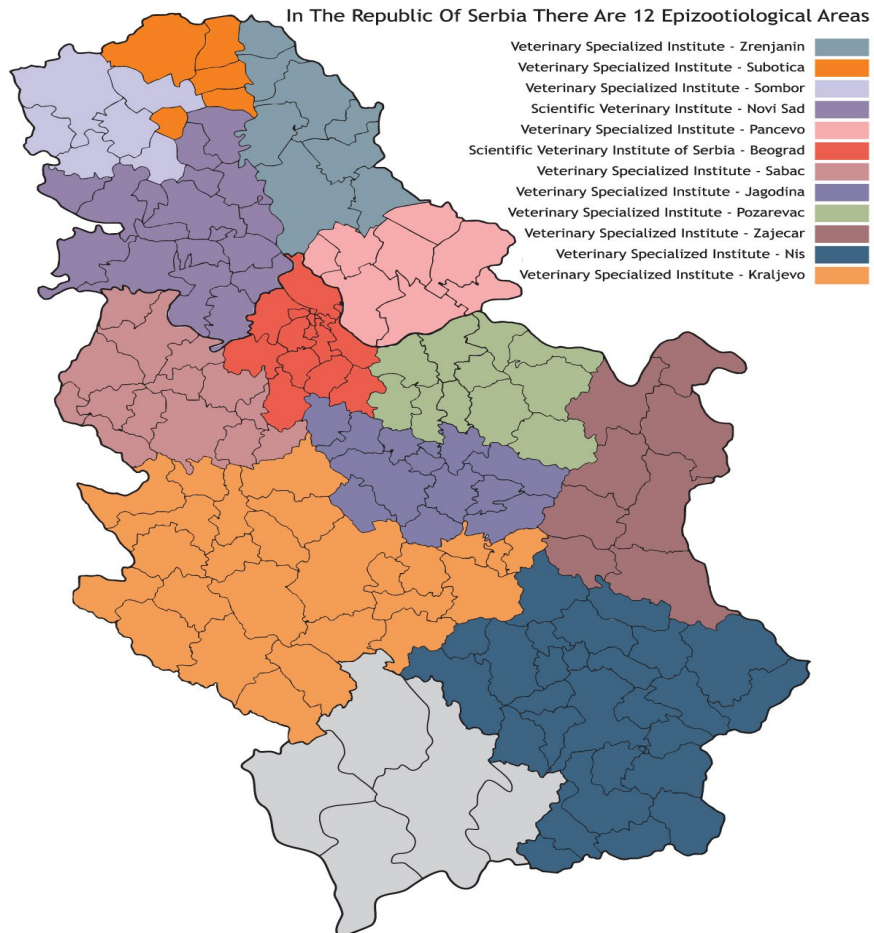 In The Republic Of Serbia There Are 12 Epizootiological Areas
Veterinary Specialized Institute - Zrenjanin
Veterinary Specialized Institute - Subotica
Veterinary Specialized Institute - Sombor
Scientific Veterinary Institute - Novi Sad
Veterinary Specialized Institute - Pancevo
Scientific Veterinary Institute of Serbia - Beograd
Veterinary Specialized Institute - Sabac
Veterinary Specialized Institute - Jagodina
Veterinary Specialized Institute - Pozarevac
Veterinary Specialized Institute - Zajecar
Veterinary Specialized Institute - Nis
Veterinary Specialized Institute - Kraljevo